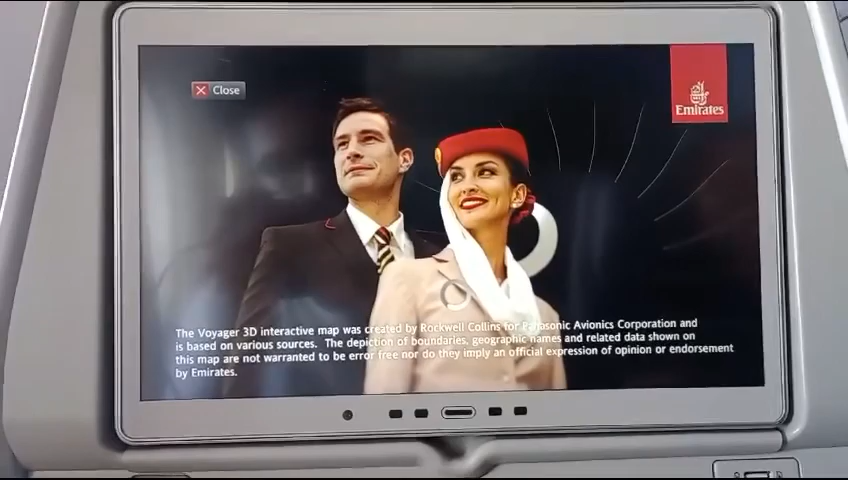 Close
Emirates
The Voyager 3D interactive map was created by Rockwell Collins for Panasonic Avionics Corporation and
is based on various sources. The depiction of boundaries, geographic names and related data shown on
this map are not warranted to be error free nor do they imply an official expression of opinion or endorsement
by Emirates.